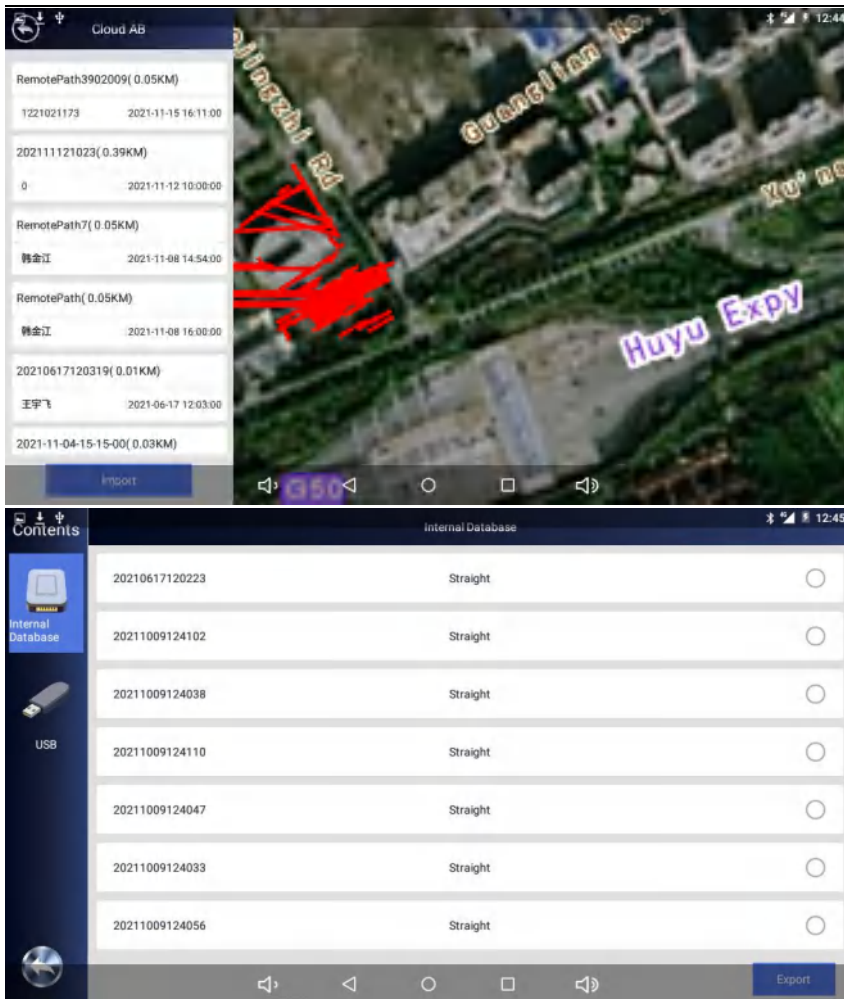 Cloud AB
12:44
RemotePath3902009( 0.05KM)
1221021173 2021-11-15 16:11:00
202111121023( 0.39KM)
0 2021-11-12 10:00:00
RemotePath7( 0.05KM)
韩金江 2021-11-08 14:54:00
RemotePath( 0.05KM)
韩金江 2021-11-08 16:00:00
20210617120319( 0.01KM)
王宇飞 2021-06-17 12:03:00
2021-11-04-15-15-00( 0.03KM)
Import
jingzhi Rd
Guanglian No.
Xu'ng
Huyu Expy
G50
Contents
Internal Database
12:45
Internal
Database
USB
20210617120223 Straight
20211009124102 Straight
20211009124038 Straight
20211009124110 Straight
20211009124047 Straight
20211009124033 Straight
20211009124056 Straight
Export